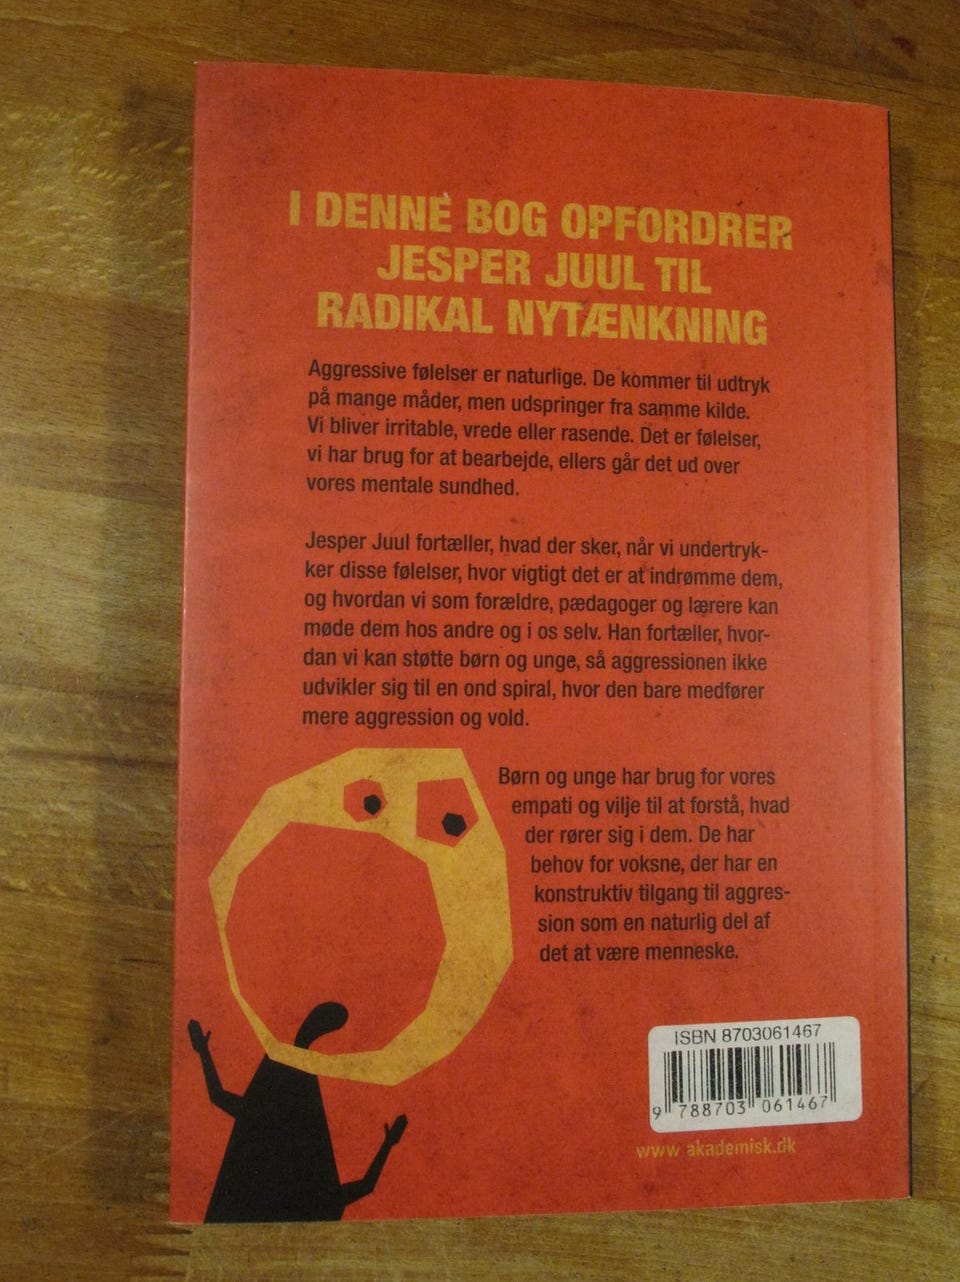 I DENNE BOG OPFORDRER
JESPER JUUL TIL
RADIKAL NYTÆNKNING
Aggressive følelser er naturlige. De kommer til udtryk
på mange måder, men udspringer fra samme kilde.
Vi bliver irritable, vrede eller rasende. Det er følelser,
vi har brug for at bearbejde, ellers går det ud over
vores mentale sundhed.
Jesper Juul fortæller, hvad der sker, når vi undertryk-
ker disse følelser, hvor vigtigt det er at indrømme dem,
og hvordan vi som forældre, pædagoger og lærere kan
møde dem hos andre og i os selv. Han fortæller, hvor-
dan vi kan støtte børn og unge, så aggressionen ikke
udvikler sig til en ond spiral, hvor den bare medfører
mere aggression og vold.
Børn og unge har brug for vores
empati og vilje til at forstå, hvad
der rører sig i dem. De har
behov for voksne, der har en
konstruktiv tilgang til aggres-
sion som en naturlig del af
det at være menneske.
ISBN 8703061467
9 788703 061467
www.akademisk.dk